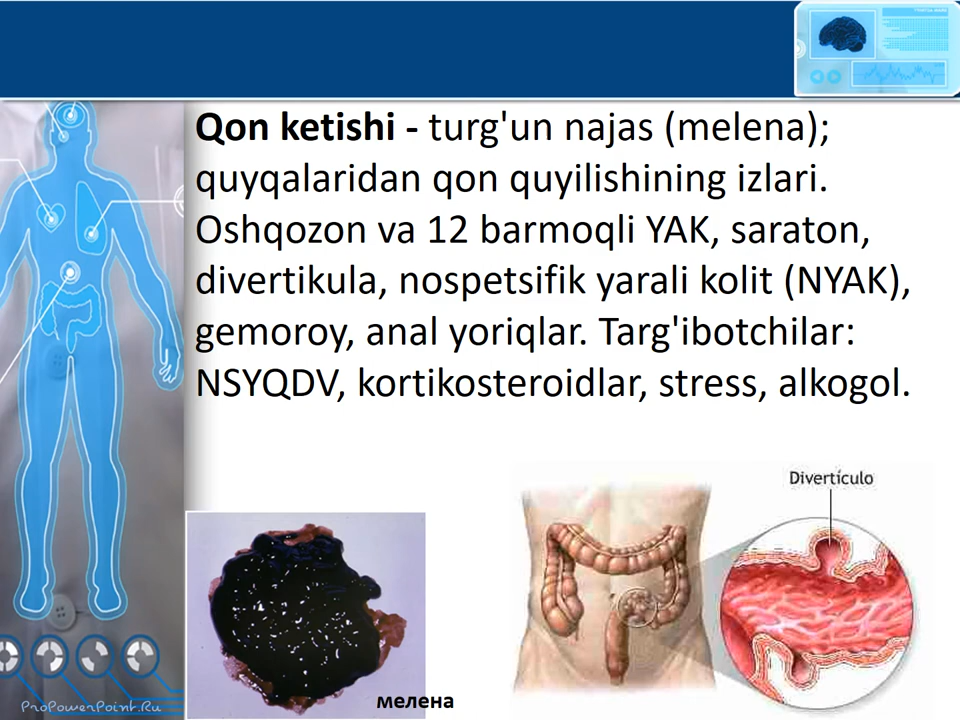 Qon ketishi - turg'un najas (melena);
quyqalaridan qon quyilishining izlari.
Oshqozon va 12 barmoqli YAK, saraton,
divertikula, nospetsifik yarali kolit (NYAK),
gemoroy, anal yoriqlar. Targ'ibotchilar:
NSYQDV, kortikosteroidlar, stress, alkogol.
Divertículo
мелена
ProPowerPoint.Ru